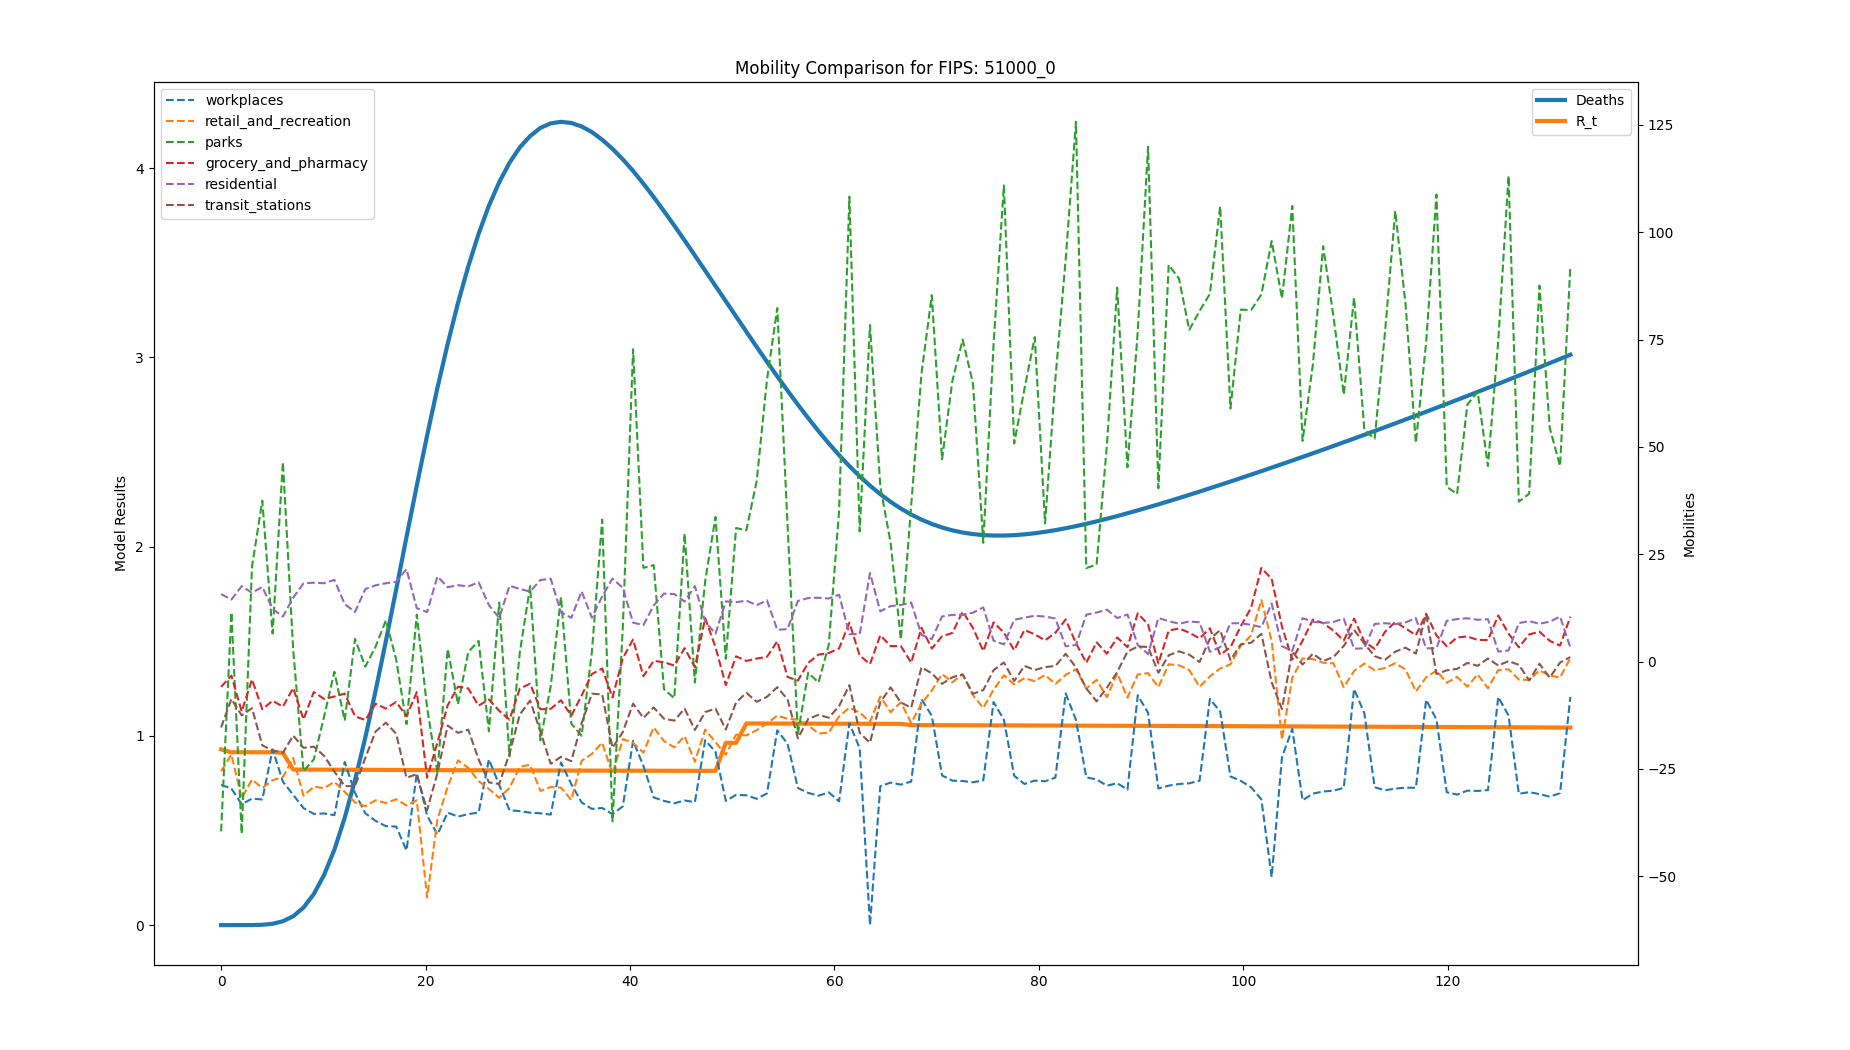 Mobility Comparison for FIPS: 51000_0
workplaces
retail_and_recreation
parks
grocery_and_pharmacy
residential
transit_stations
Deaths
R_t
Model Results
4
3
2
1
0
Mobilities
125
100
75
50
25
0
−25
−50
0 20 40 60 80 100 120